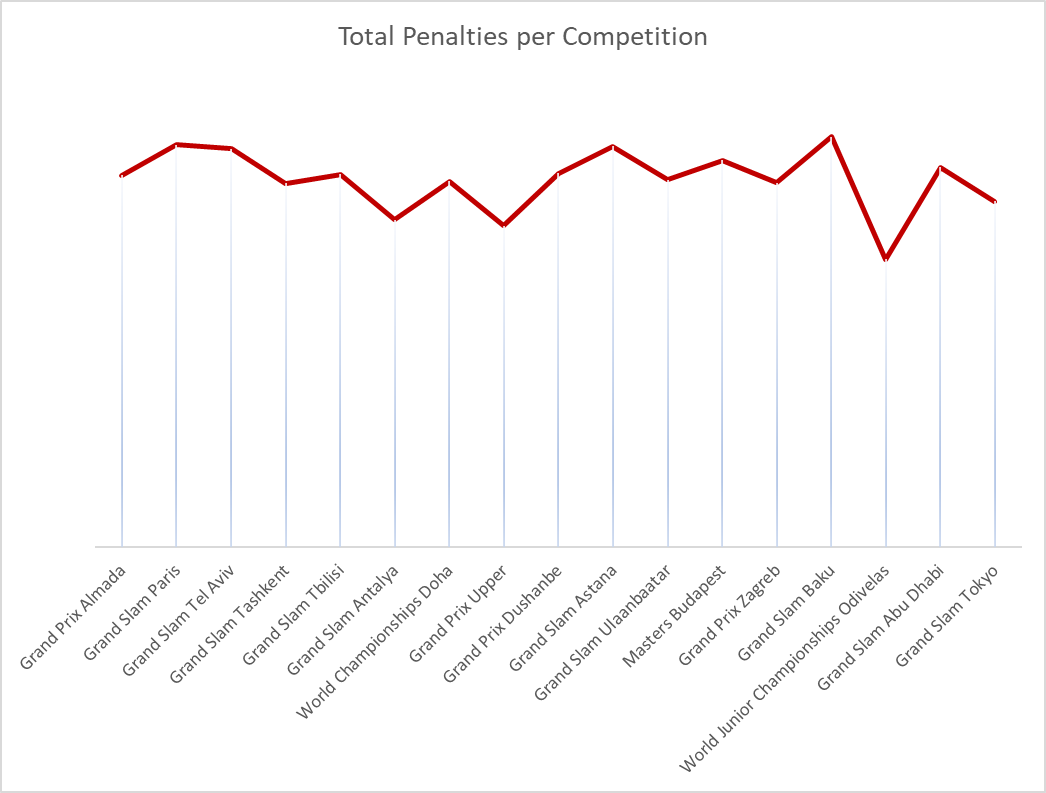 Total Penalties per Competition
Grand Prix Almada
Grand Slam Paris
Grand Slam Tel Aviv
Grand Slam Tashkent
Grand Slam Tbilisi
Grand Slam Antalya
World Championships Doha
Grand Prix Upper
Grand Prix Dushanbe
Grand Slam Astana
Grand Slam Ulaanbaatar
Masters Budapest
Grand Prix Zagreb
Grand Slam Baku
World Junior Championships Odivelas
Grand Slam Abu Dhabi
Grand Slam Tokyo